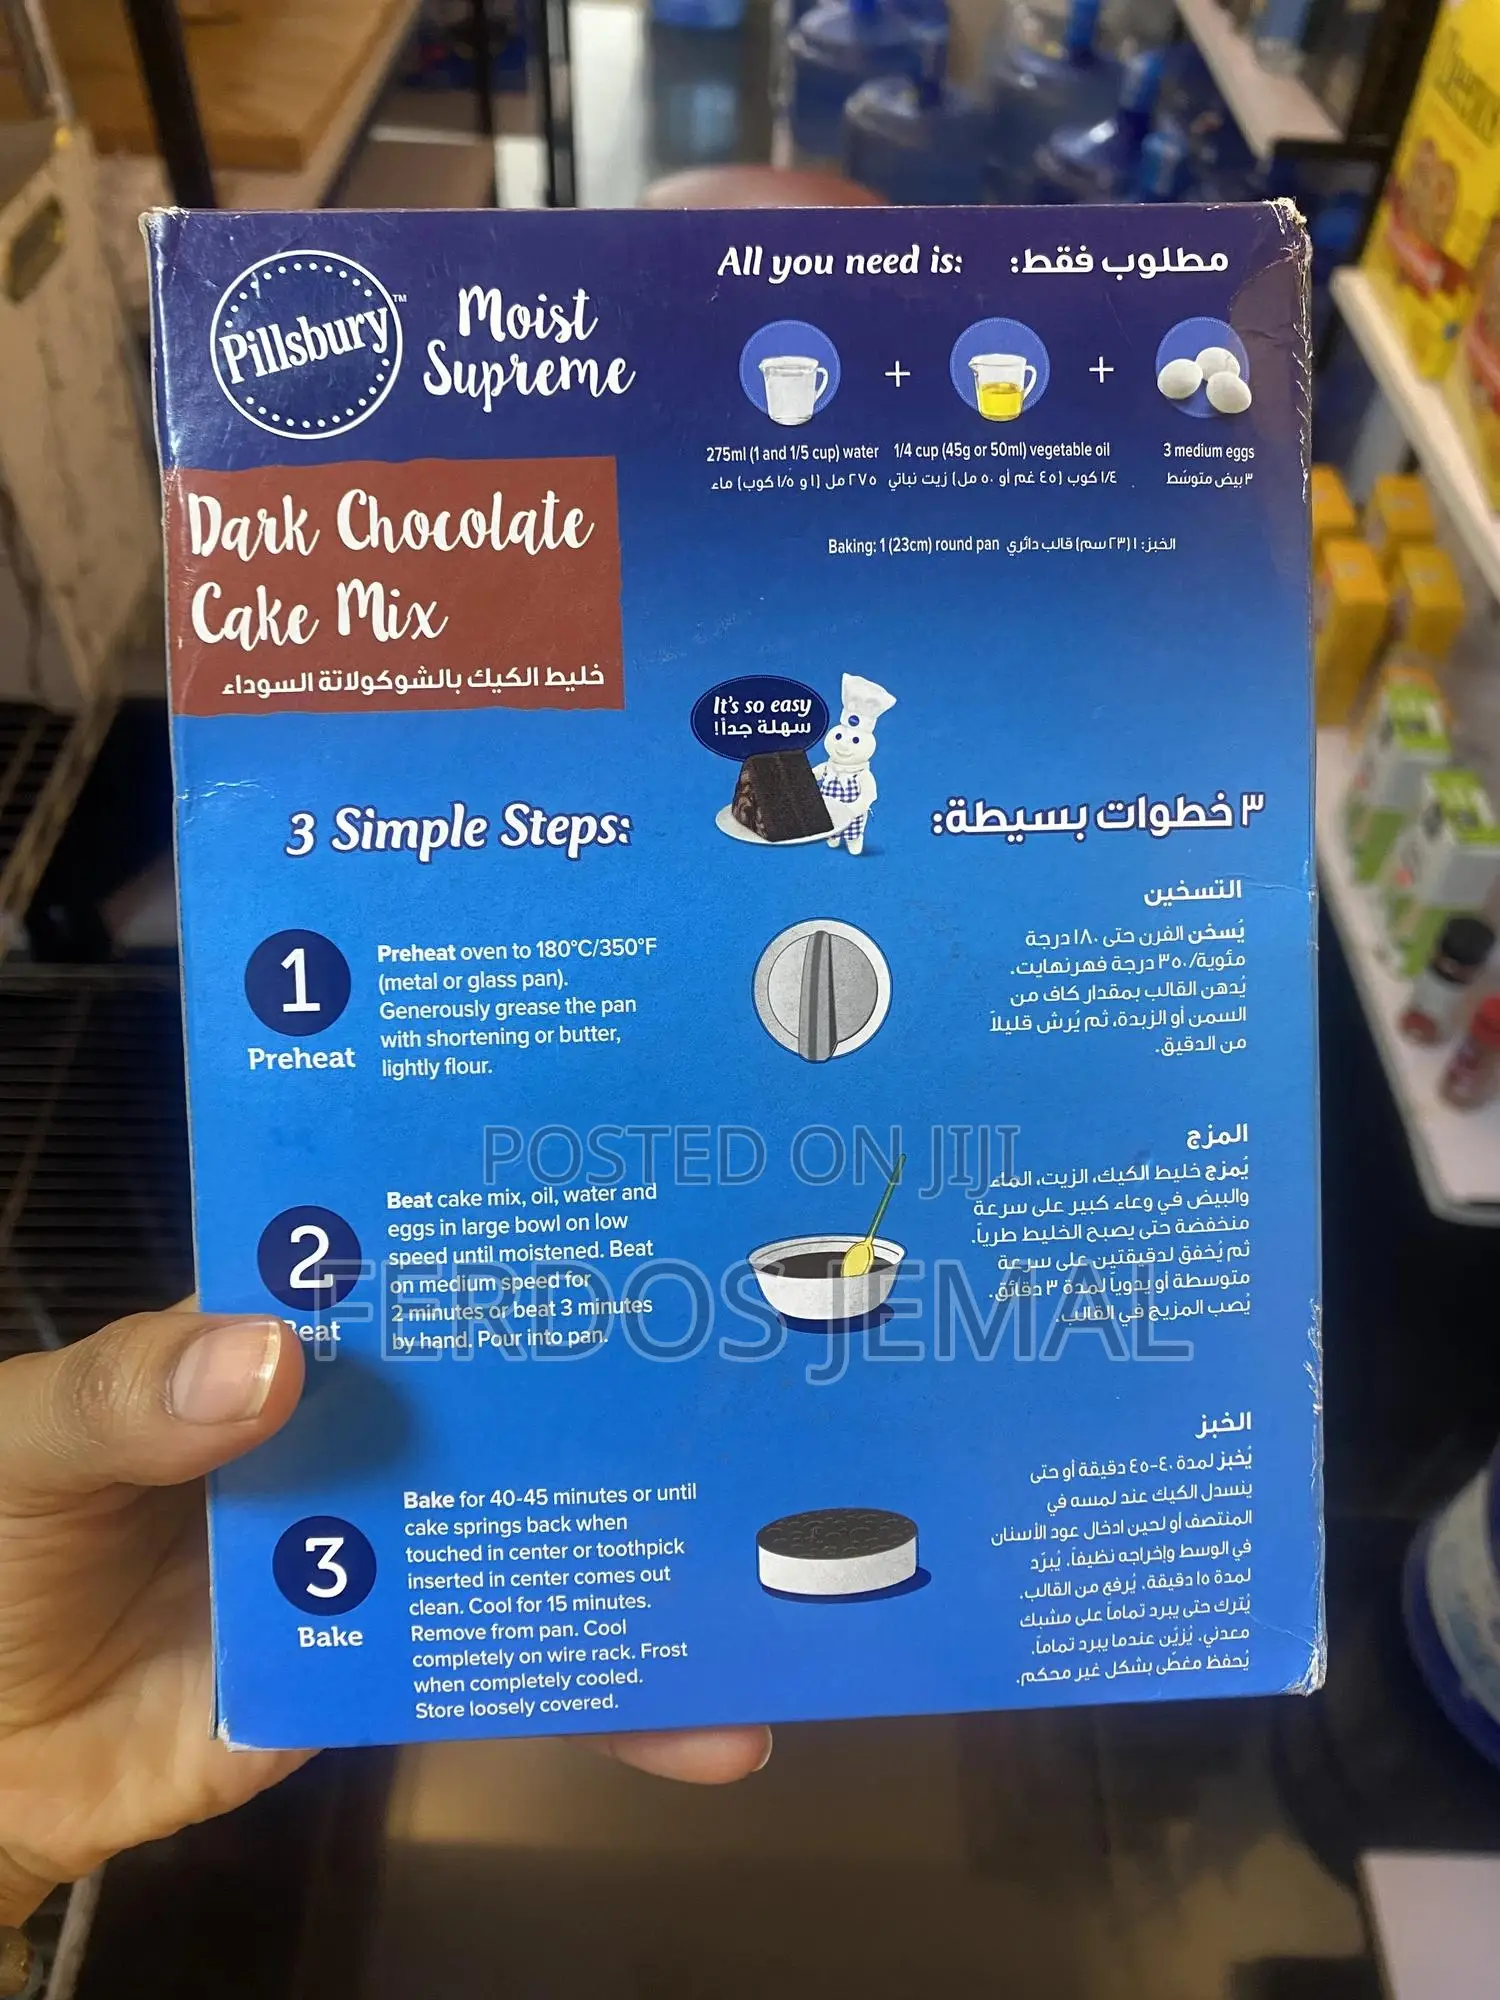 Pillsbury™
Moist
Supreme
Dark Chocolate
Cake Mix
خليط الكيك بالشوكولاتة السوداء
All you need is:
مطلوب فقط:
+
+
275ml (1 and 1/5 cup) water
1/4 cup (45g or 50ml) vegetable oil
3 medium eggs
٢٧٥ مل (١ و ١/٥ كوب) ماء
١/٤ كوب (٤٥ غم أو ٥٠ مل) زيت نباتي
٣ بيض متوسّط
Baking: 1 (23cm) round pan
الخبز: ١ (٢٣ سم) قالب دائري
It's so easy
سهلة جداً!
3 Simple Steps:
1
Preheat
Preheat oven to 180°C/350°F
(metal or glass pan).
Generously grease the pan
with shortening or butter,
lightly flour.
2
Beat
Beat cake mix, oil, water and
eggs in large bowl on low
speed until moistened. Beat
on medium speed for
2 minutes or beat 3 minutes
by hand. Pour into pan.
3
Bake
Bake for 40-45 minutes or until
cake springs back when
touched in center or toothpick
inserted in center comes out
clean. Cool for 15 minutes.
Remove from pan. Cool
completely on wire rack. Frost
when completely cooled.
Store loosely covered.
٣ خطوات بسيطة:
التسخين
يُسخن الفرن حتى ١٨٠ درجة
مئوية/٣٥٠ درجة فهرنهايت.
يُدهن القالب بمقدار كاف من
السمن أو الزبدة، ثم يُرش قليلاً
من الدقيق.
المزج
يُمزج خليط الكيك، الزيت، الماء
والبيض في وعاء كبير على سرعة
منخفضة حتى يصبح الخليط طرياً.
ثم يُخفق لدقيقتين على سرعة
متوسطة أو يدوياً لمدة ٣ دقائق.
يُصب المزيج في القالب.
الخبز
يُخبز لمدة ٤٠-٤٥ دقيقة أو حتى
ينسدل الكيك عند لمسه في
المنتصف أو لحين ادخال عود الأسنان
في الوسط وإخراجه نظيفاً. يُبرّد
لمدة ١٥ دقيقة. يُرفع من القالب.
يُترك حتى يبرد تماماً على مشبك
معدني. يُزيّن عندما يبرد تماماً.
يُحفظ مغطّى بشكل غير محكم.
POSTED ON JIJI
FERDOS JEMAL